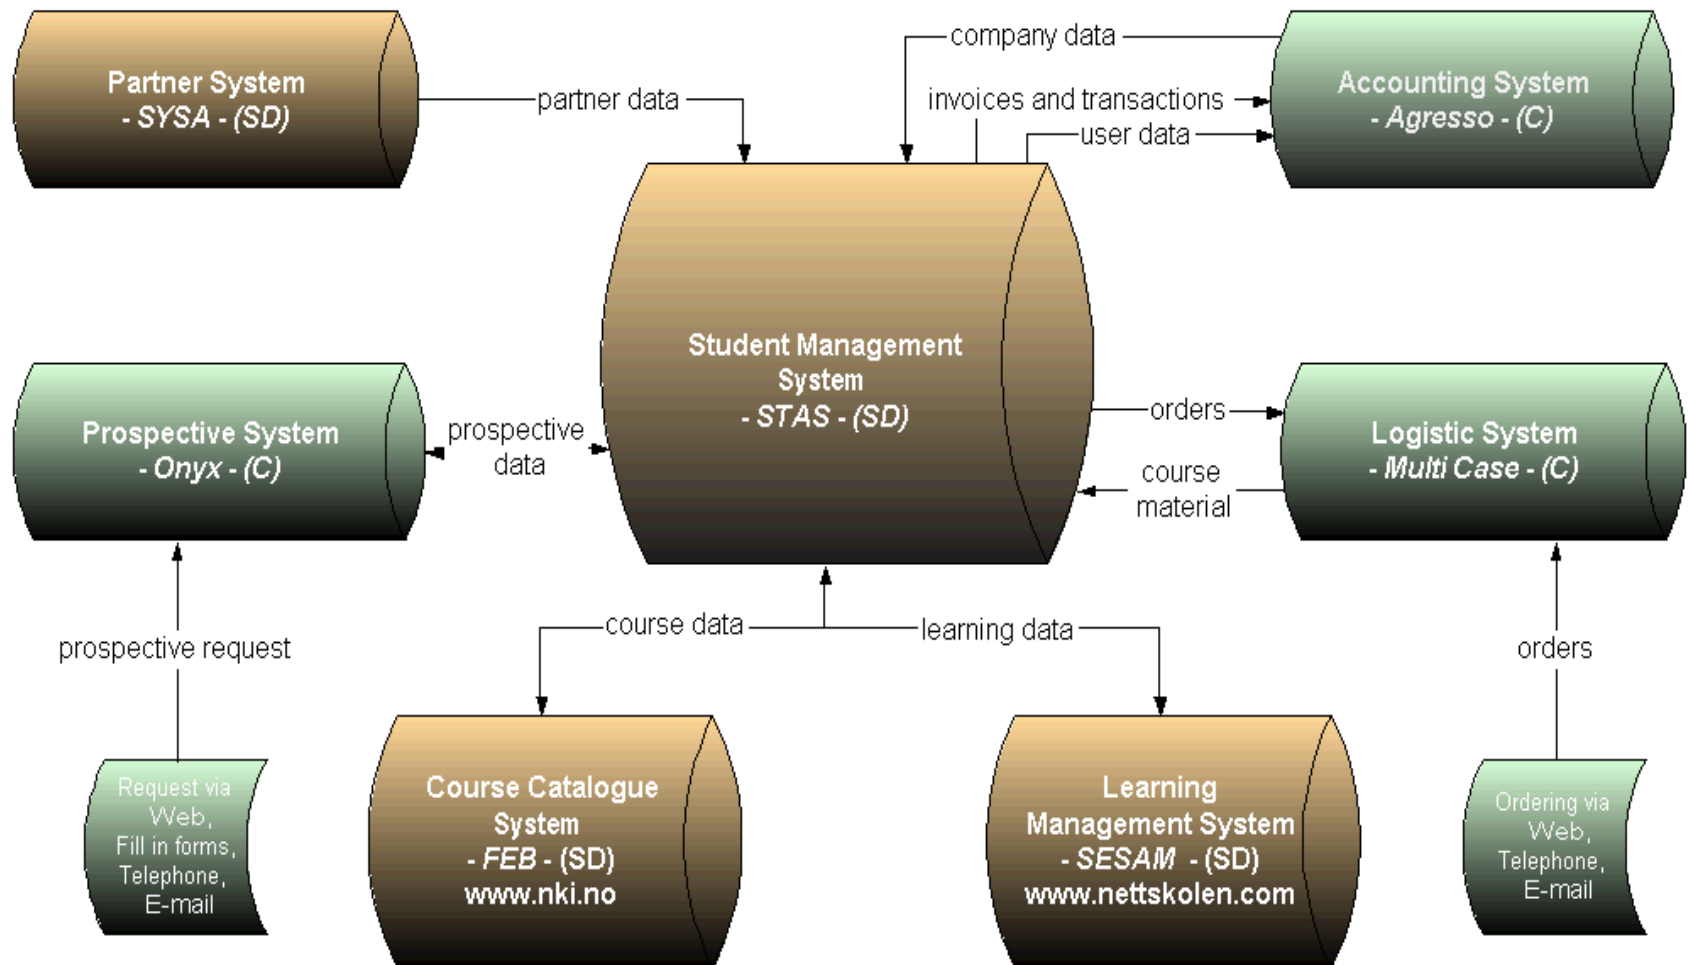 Partner System
- SYSA - (SD)
partner data
company data
invoices and transactions
user data
Accounting System
- Agresso - (C)
Student Management
System
- STAS - (SD)
Prospective System
- Onyx - (C)
prospective
data
orders
course
material
Logistic System
- Multi Case - (C)
prospective request
course data
learning data
orders
Request via
Web,
Fill in forms,
Telephone,
E-mail
Course Catalogue
System
- FEB - (SD)
www.nki.no
Learning
Management System
- SESAM - (SD)
www.nettskolen.com
Ordering via
Web,
Telephone,
E-mail